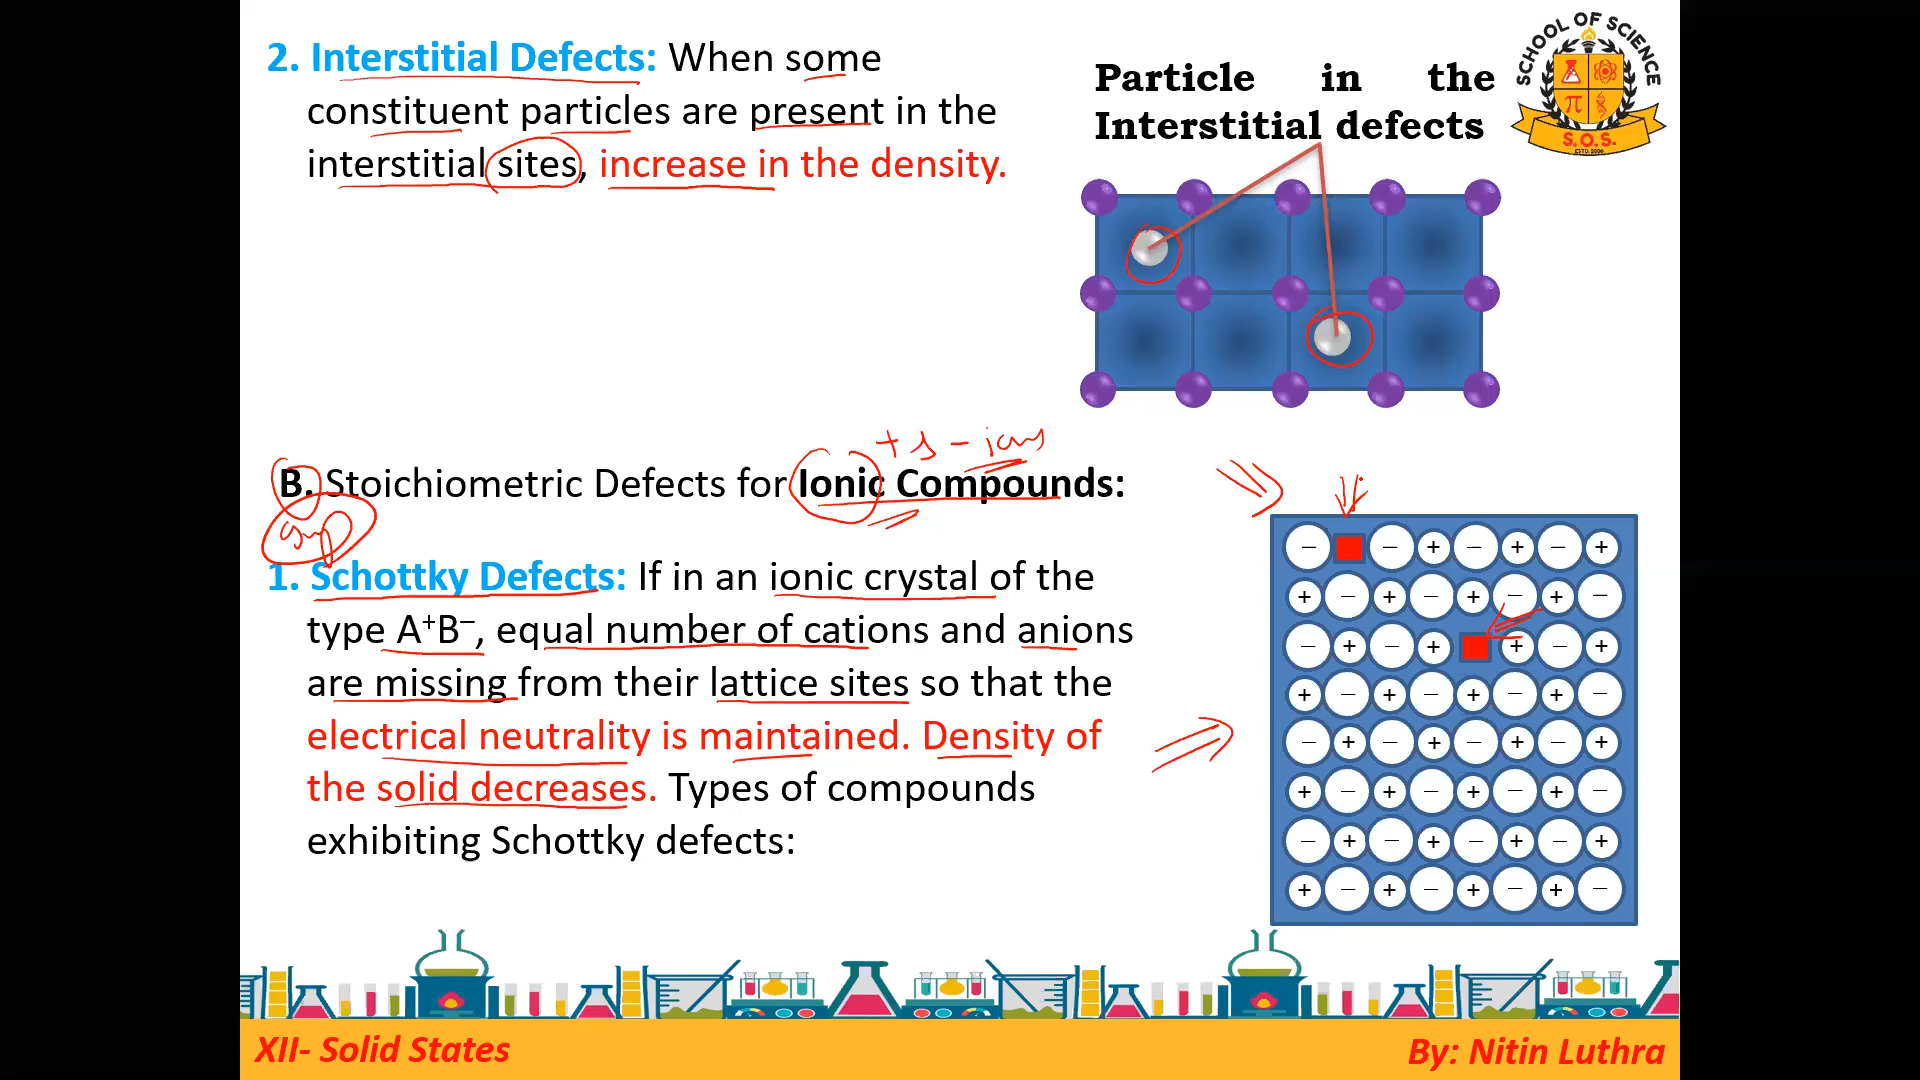 2. Interstitial Defects: When some
constituent particles are present in the
interstitial sites, increase in the density.
Particle in the
Interstitial defects
SCHOOL OF SCIENCE
π
S.O.S.
+ s - ions
B. Stoichiometric Defects for Ionic Compounds:
1. Schottky Defects: If in an ionic crystal of the
type A⁺B⁻, equal number of cations and anions
are missing from their lattice sites so that the
electrical neutrality is maintained. Density of
the solid decreases. Types of compounds
exhibiting Schottky defects:
− − + − + − +
+ − + − + − + −
− + − + + − +
+ − + − + − + −
− + − + − + − +
+ − + − + − + −
− + − + − + − +
+ − + − + − + −
XII- Solid States
By: Nitin Luthra